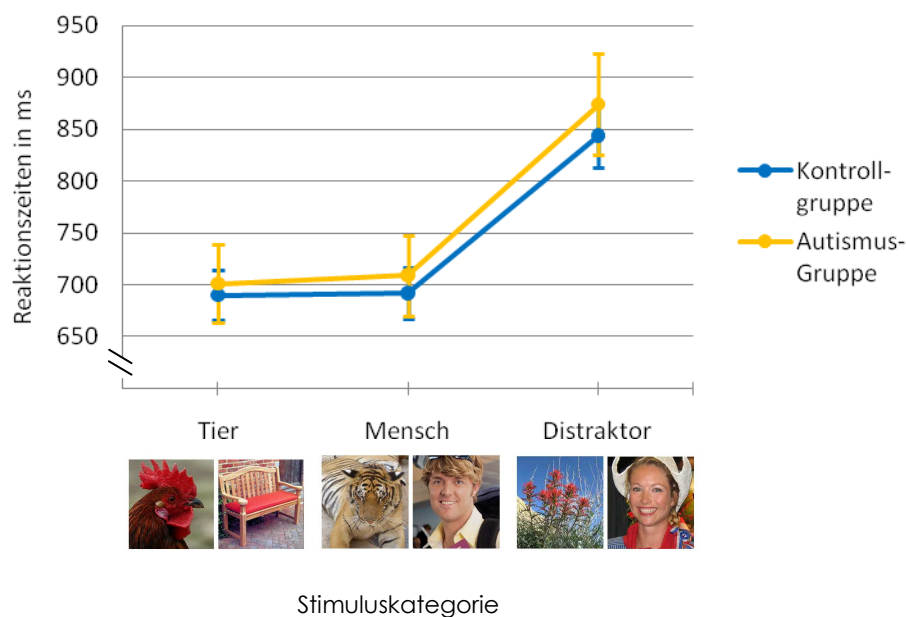 950
900
850
800
750
700
650
Reaktionszeiten in ms
Kontroll-
gruppe
Autismus-
Gruppe
Tier Mensch Distraktor
Stimuluskategorie